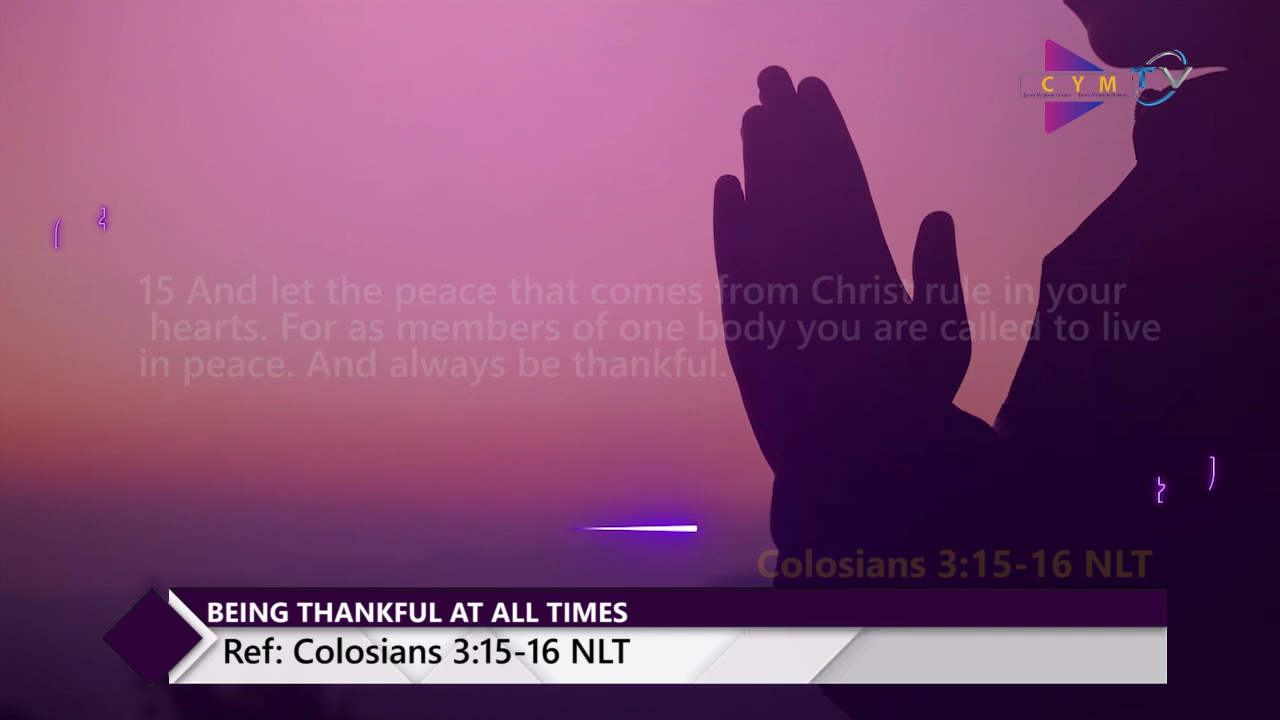 CYM TV
15 And let the peace that comes from Christ rule in your
hearts. For as members of one body you are called to live
in peace. And always be thankful.
Colosians 3:15-16 NLT
BEING THANKFUL AT ALL TIMES
Ref: Colosians 3:15-16 NLT